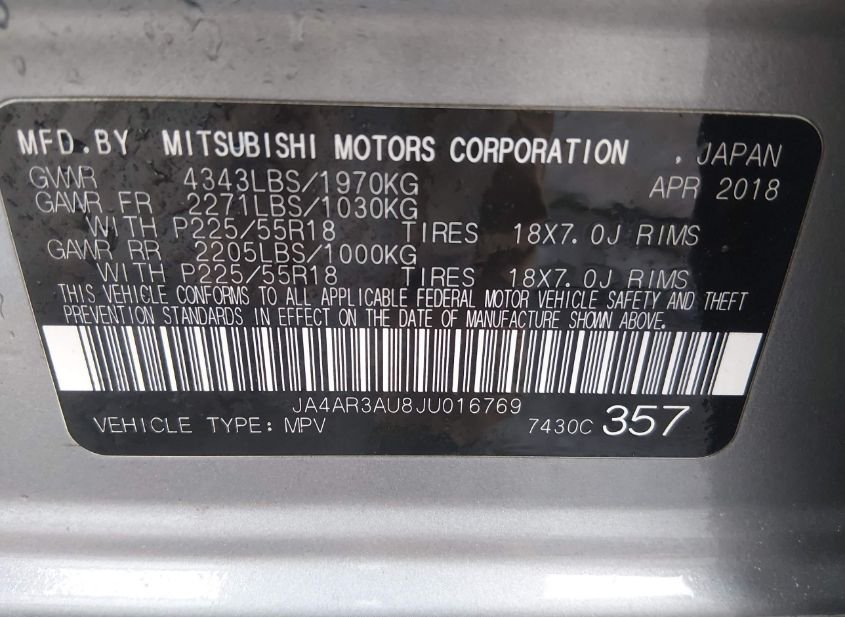 MFD.BY MITSUBISHI MOTORS CORPORATION . JAPAN
GVWR 4343LBS/1970KG APR 2018
GAWR FR 2271LBS/1030KG
WITH P225/55R18 TIRES 18X7.0J RIMS
GAWR RR 2205LBS/1000KG
WITH P225/55R18 TIRES 18X7.0J RIMS
THIS VEHICLE CONFORMS TO ALL APPLICABLE FEDERAL MOTOR VEHICLE SAFETY AND THEFT
PREVENTION STANDARDS IN EFFECT ON THE DATE OF MANUFACTURE SHOWN ABOVE.
JA4AR3AU8JU016769
VEHICLE TYPE: MPV 7430C 357